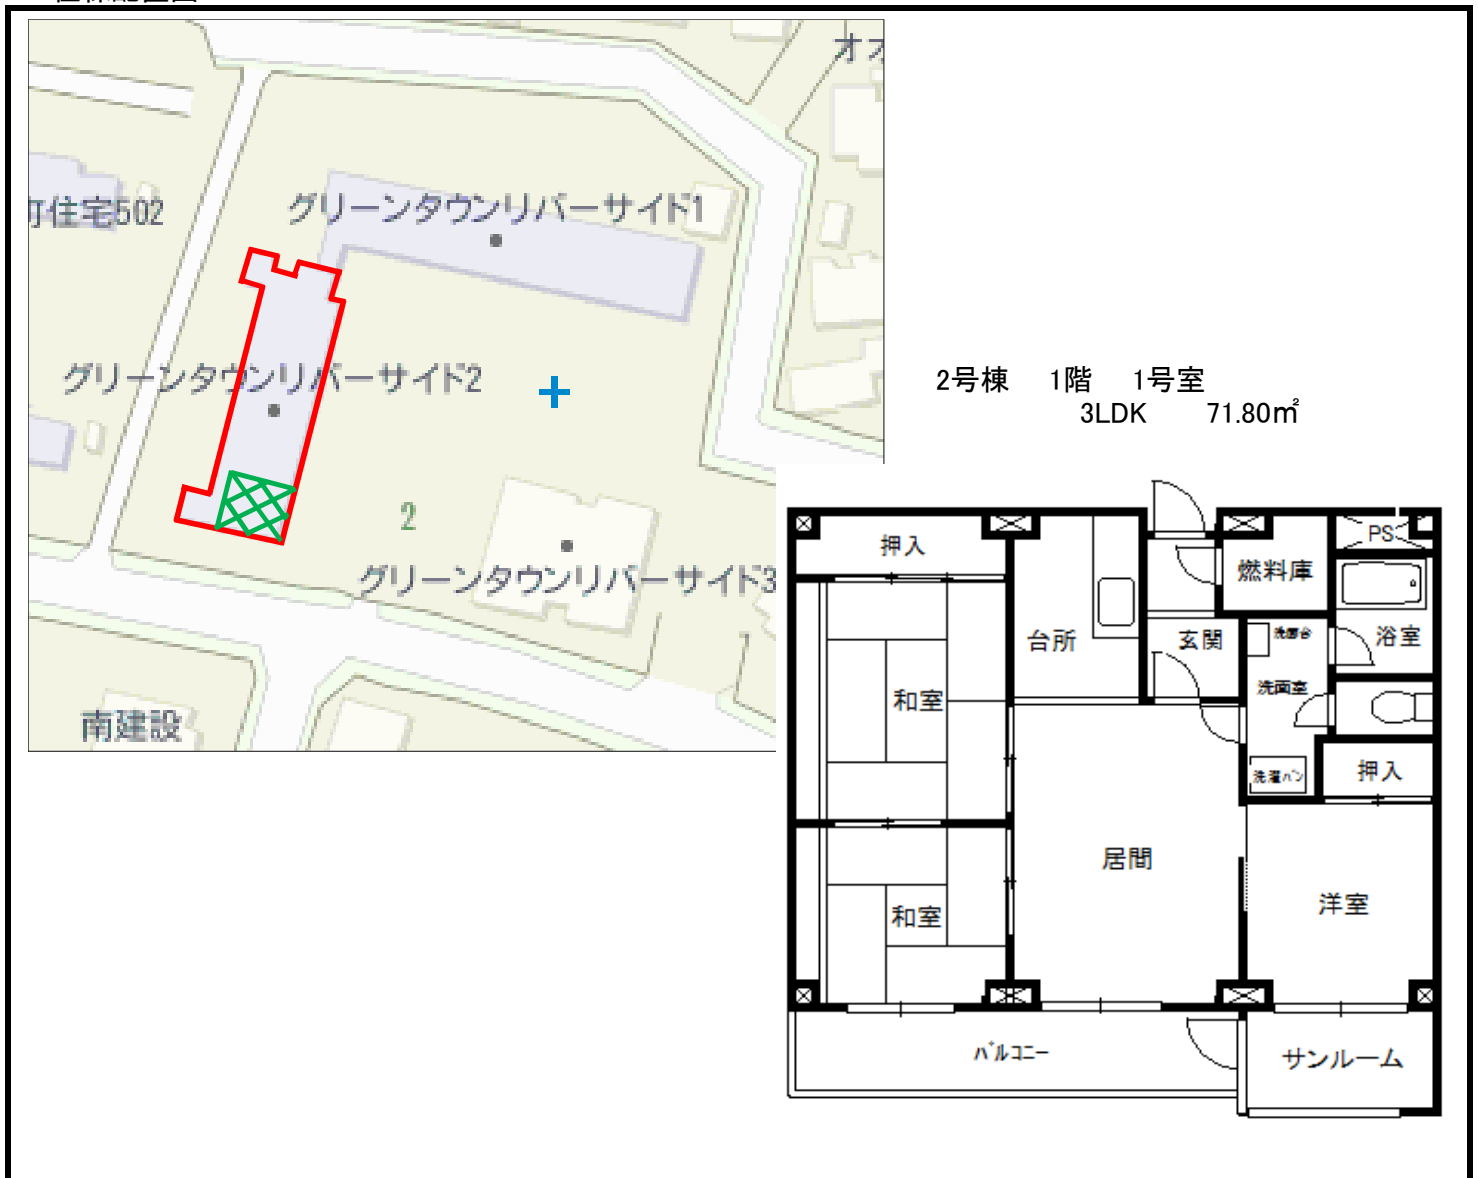 オオ
町住宅502
グリーンタウンリバーサイド1
グリーンタウンリバーサイド2
2
グリーンタウンリバーサイド3
南建設
2号棟 1階 1号室
3LDK 71.80㎡
押入
PS
燃料庫
台所
玄関
洗面台
浴室
洗面室
和室
洗濯パン
押入
居間
洋室
和室
バルコニー
サンルーム